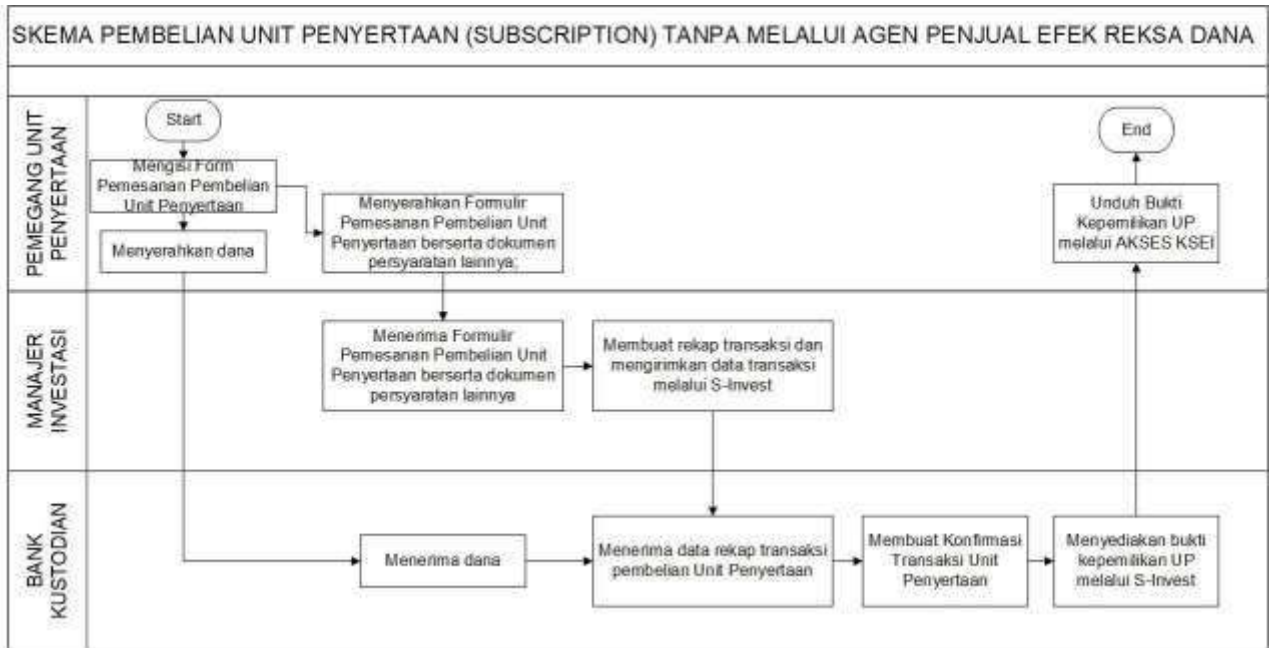 SKEMA PEMBELIAN UNIT PENYERTAAN (SUBSCRIPTION) TANPA MELALUI AGEN PENJUAL EFEK REKSA DANA
PEMEGANG UNIT
PENYERTAAN
Start
Mengisi Form
Pemesanan Pembelian
Unit Penyertaan
Menyerahkan dana
Menyerahkan Formulir
Pemesanan Pembelian Unit
Penyertaan berserta dokumen
persyaratan lainnya;
End
Unduh Bukti
Kepemilikan UP
melalui AKSES KSEI
MANAJER
INVESTASI
Menerima Formulir
Pemesanan Pembelian Unit
Penyertaan berserta dokumen
persyaratan lainnya
Membuat rekap transaksi dan
mengirimkan data transaksi
melalui S-Invest
BANK
KUSTODIAN
Menerima dana
Menerima data rekap transaksi
pembelian Unit Penyertaan
Membuat Konfirmasi
Transaksi Unit
Penyertaan
Menyediakan bukti
kepemilikan UP
melalui S-Invest